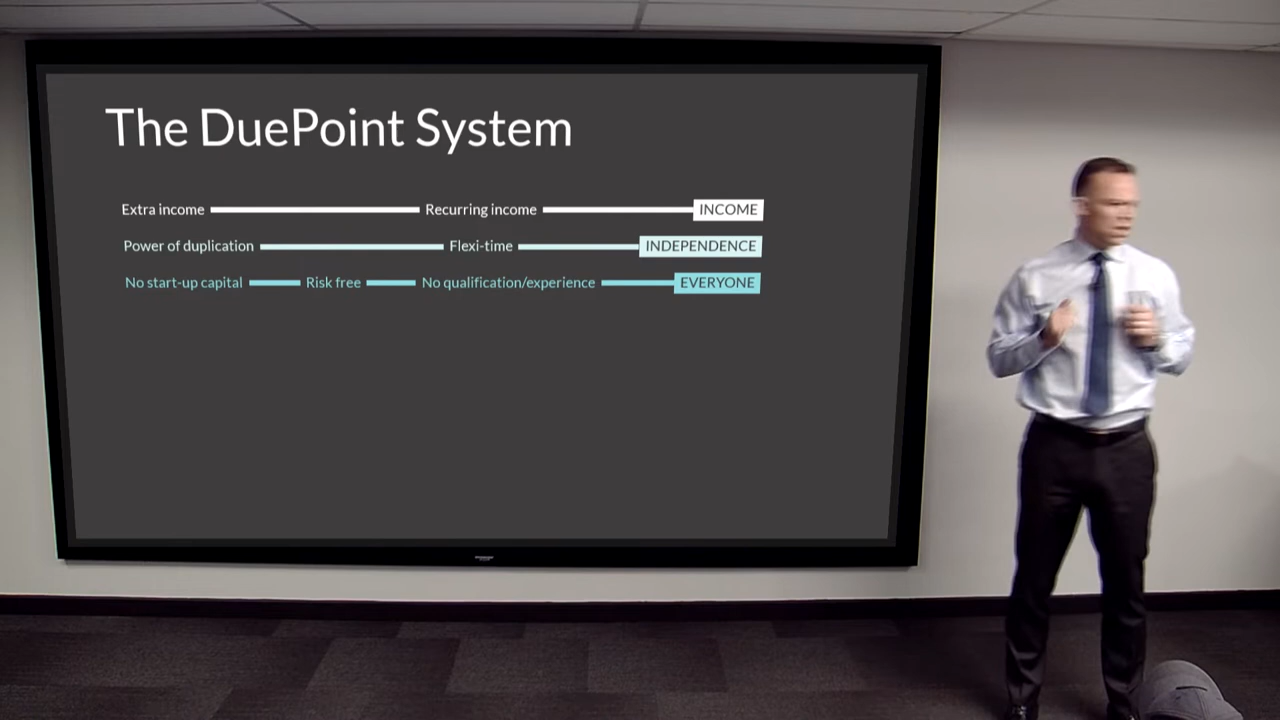 The DuePoint System
Extra income Recurring income INCOME
Power of duplication Flexi-time INDEPENDENCE
No start-up capital Risk free No qualification/experience EVERYONE